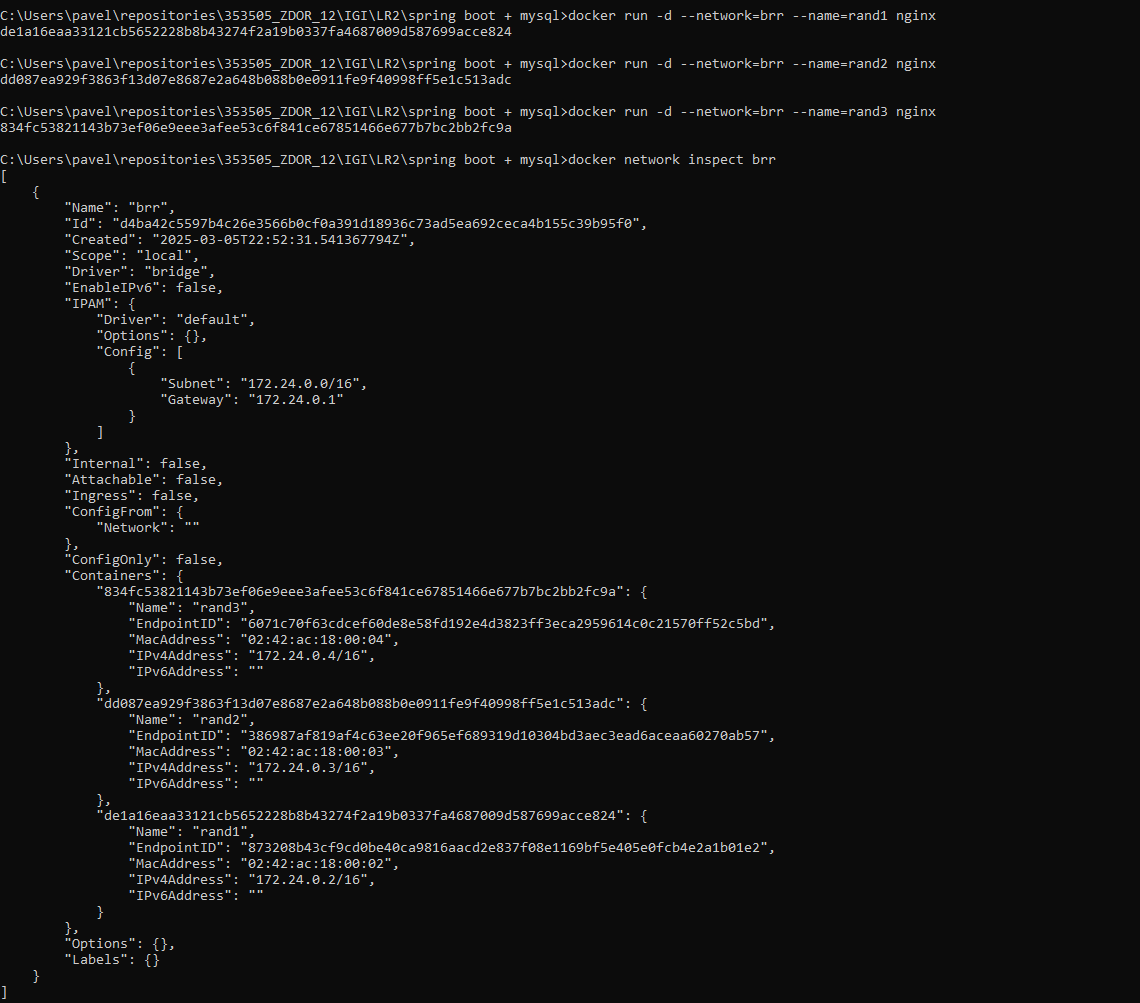 C:\Users\pavel\repositories\353505_ZDOR_12\IGI\LR2\spring boot + mysql>docker run -d --network=brr --name=rand1 nginx
de1a16eaa33121cb5652228b8b43274f2a19b0337fa4687009d587699acce824
C:\Users\pavel\repositories\353505_ZDOR_12\IGI\LR2\spring boot + mysql>docker run -d --network=brr --name=rand2 nginx
dd087ea929f3863f13d07e8687e2a648b088b0e0911fe9f40998ff5e1c513adc
C:\Users\pavel\repositories\353505_ZDOR_12\IGI\LR2\spring boot + mysql>docker run -d --network=brr --name=rand3 nginx
834fc53821143b73ef06e9eee3afee53c6f841ce67851466e677b7bc2bb2fc9a
C:\Users\pavel\repositories\353505_ZDOR_12\IGI\LR2\spring boot + mysql>docker network inspect brr
[
    {
        "Name": "brr",
        "Id": "d4ba42c5597b4c26e3566b0cf0a391d18936c73ad5ea692ceca4b155c39b95f0",
        "Created": "2025-03-05T22:52:31.541367794Z",
        "Scope": "local",
        "Driver": "bridge",
        "EnableIPv6": false,
        "IPAM": {
            "Driver": "default",
            "Options": {},
            "Config": [
                {
                    "Subnet": "172.24.0.0/16",
                    "Gateway": "172.24.0.1"
                }
            ]
        },
        "Internal": false,
        "Attachable": false,
        "Ingress": false,
        "ConfigFrom": {
            "Network": ""
        },
        "ConfigOnly": false,
        "Containers": {
            "834fc53821143b73ef06e9eee3afee53c6f841ce67851466e677b7bc2bb2fc9a": {
                "Name": "rand3",
                "EndpointID": "6071c70f63cdcef60de8e58fd192e4d3823ff3eca2959614c0c21570ff52c5bd",
                "MacAddress": "02:42:ac:18:00:04",
                "IPv4Address": "172.24.0.4/16",
                "IPv6Address": ""
            },
            "dd087ea929f3863f13d07e8687e2a648b088b0e0911fe9f40998ff5e1c513adc": {
                "Name": "rand2",
                "EndpointID": "386987af819af4c63ee20f965ef689319d10304bd3aec3ead6aceaa60270ab57",
                "MacAddress": "02:42:ac:18:00:03",
                "IPv4Address": "172.24.0.3/16",
                "IPv6Address": ""
            },
            "de1a16eaa33121cb5652228b8b43274f2a19b0337fa4687009d587699acce824": {
                "Name": "rand1",
                "EndpointID": "873208b43cf9cd0be40ca9816aacd2e837f08e1169bf5e405e0fcb4e2a1b01e2",
                "MacAddress": "02:42:ac:18:00:02",
                "IPv4Address": "172.24.0.2/16",
                "IPv6Address": ""
            }
        },
        "Options": {},
        "Labels": {}
    }
]